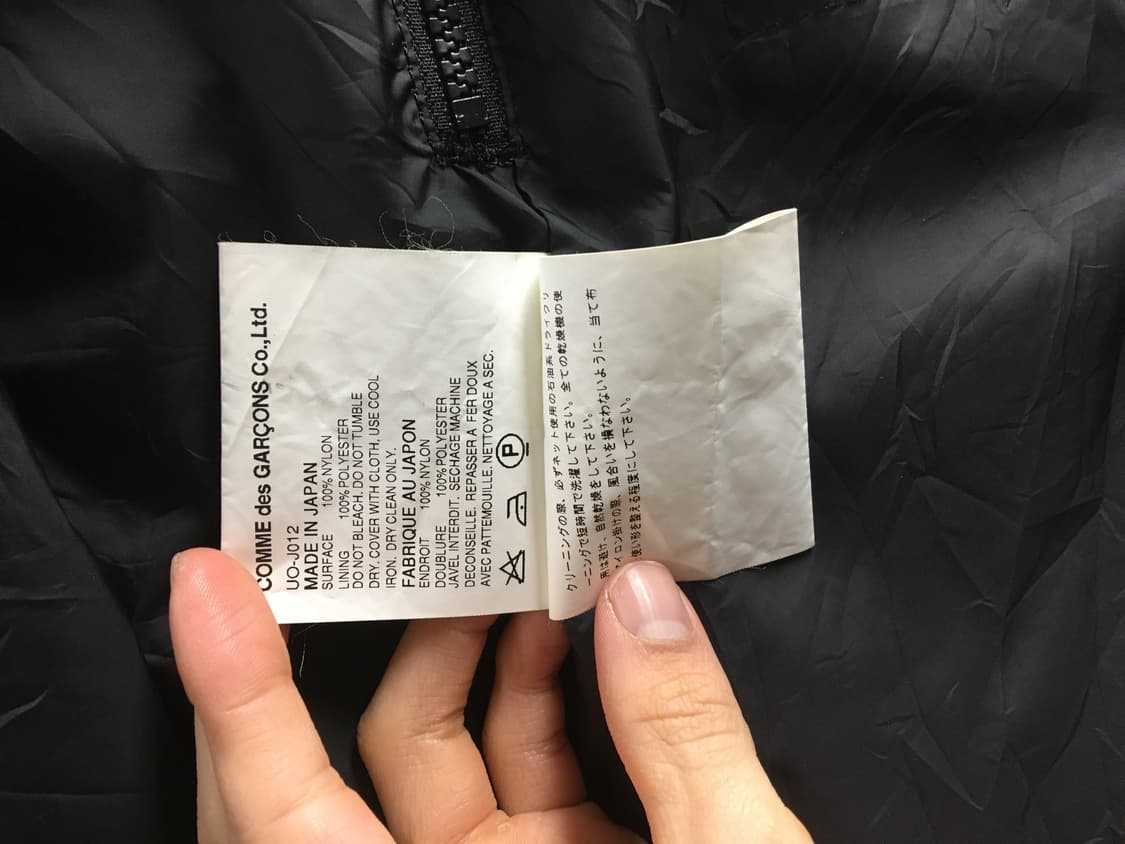 COMME des GARÇONS Co.,Ltd.
UO-J012
MADE IN JAPAN
SURFACE 100% NYLON
LINING 100% POLYESTER
DO NOT BLEACH. DO NOT TUMBLE
DRY. COVER WITH CLOTH, USE COOL
IRON. DRY CLEAN ONLY.
FABRIQUE AU JAPON
ENDROIT 100% NYLON
DOUBLURE 100% POLYESTER
JAVEL INTERDIT. SECHAGE MACHINE
DECONSEILLE. REPASSER A FER DOUX
AVEC PATTEMOUILLE. NETTOYAGE A SEC.
P
クリーニングの際、必ずネット使用の石油系ドライクリ
ーニングで短時間で洗濯して下さい。全ての乾燥機の使
用は避け、自然乾燥をして下さい。
アイロン掛けの際、風合いを損なわないように、当て布
使い形を整える程度にして下さい。